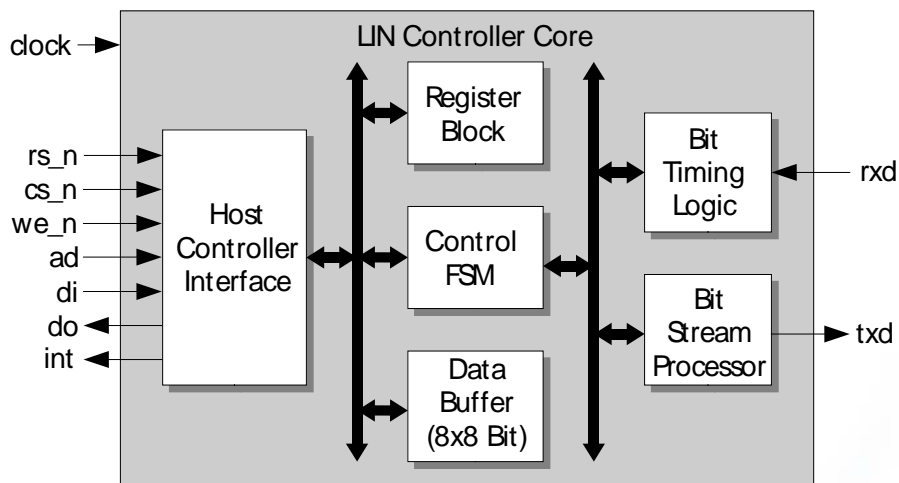 LIN Controller Core
clock
rs_n
cs_n
we_n
ad
di
do
int
Host
Controller
Interface
Register
Block
Control
FSM
Data
Buffer
(8x8 Bit)
Bit
Timing
Logic
rxd
Bit
Stream
Processor
txd